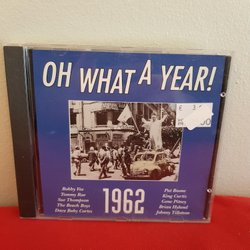 OH WHAT A YEAR!
Bobby Vee
Tommy Roe
Sue Thompson
The Beach Boys
Dave Baby Cortez
1962
Pat Boone
King Curtis
Gene Pitney
Brian Hyland
Johnny Tillotson